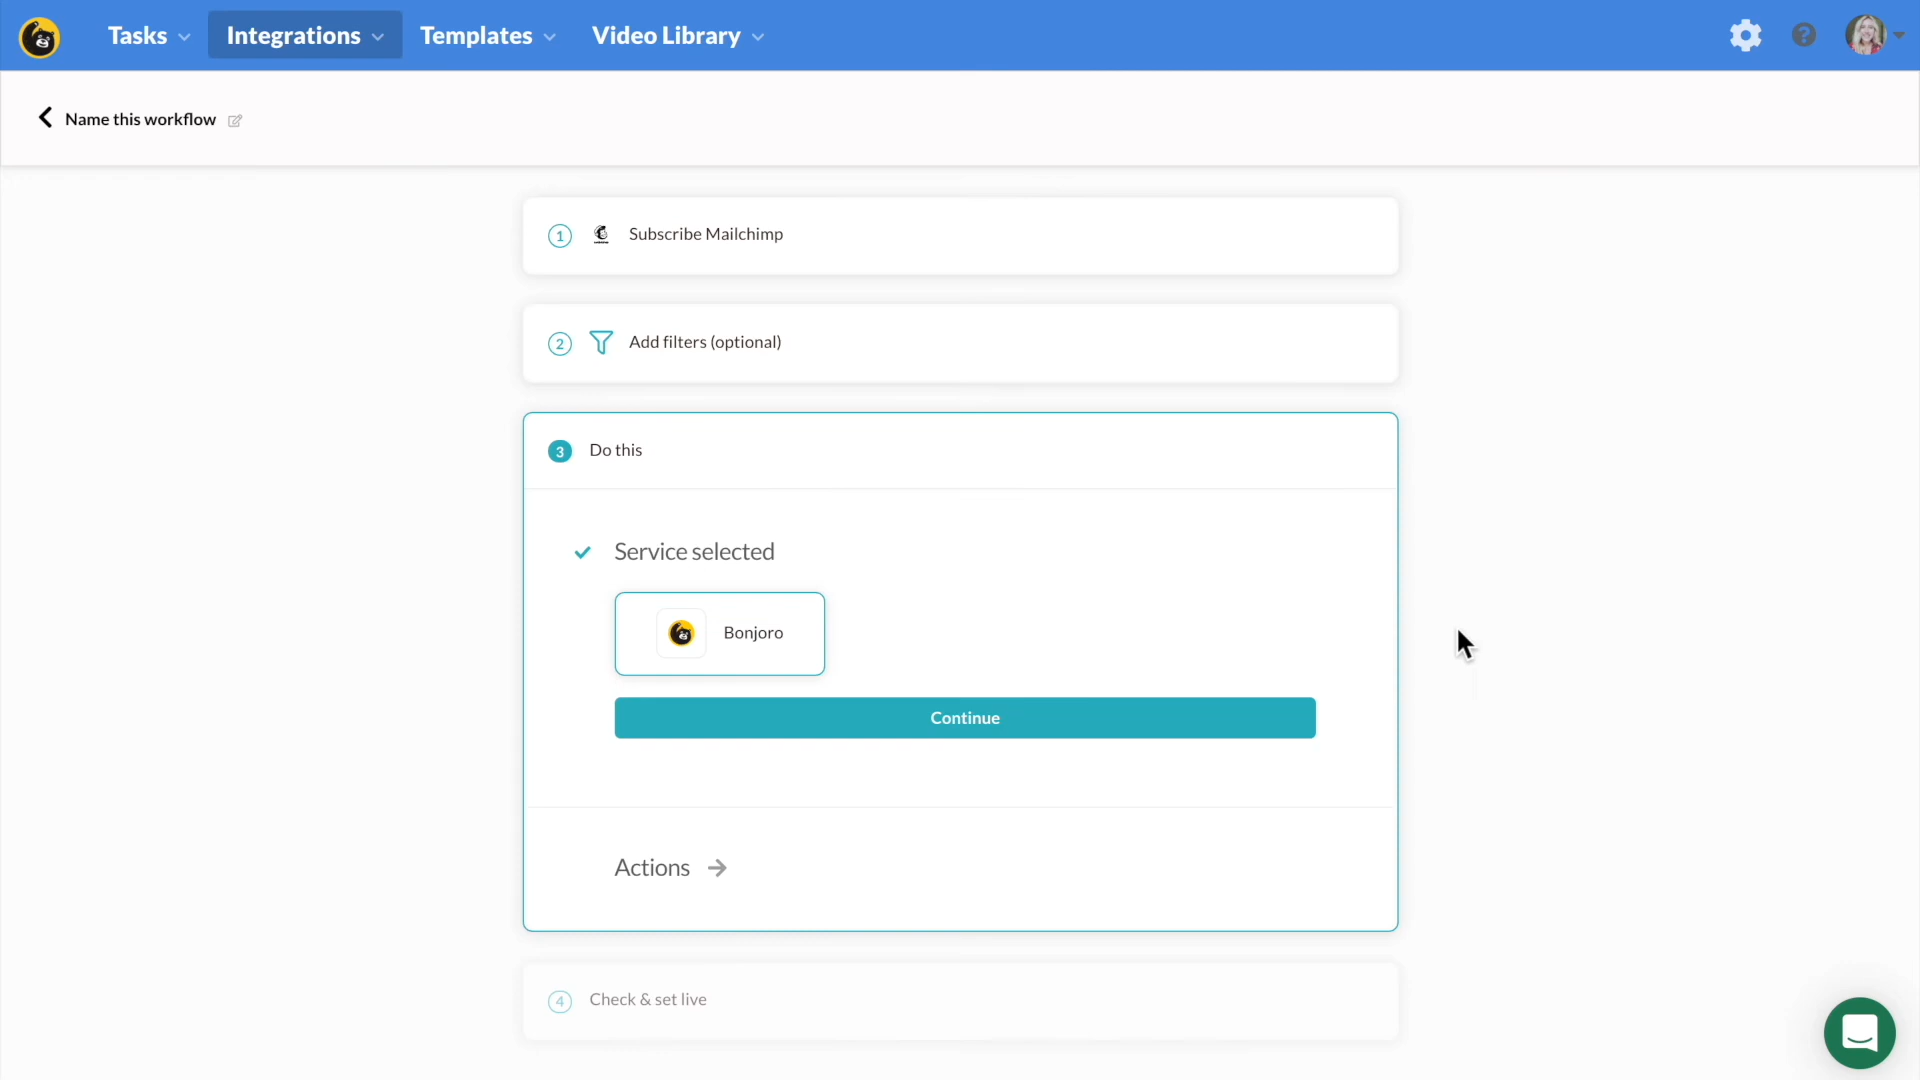 Tasks Integrations Templates Video Library
Name this workflow
1 Subscribe Mailchimp
2 Add filters (optional)
3 Do this
Service selected
Bonjoro
Continue
Actions
4 Check & set live